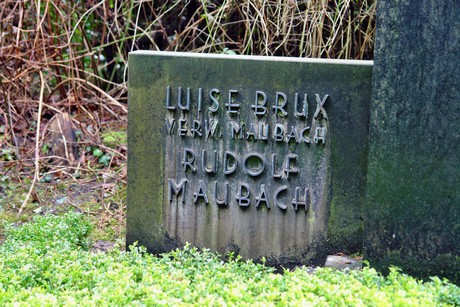 LUISE BRUX
VERW. MAUBACH
RUDOLF
MAUBACH